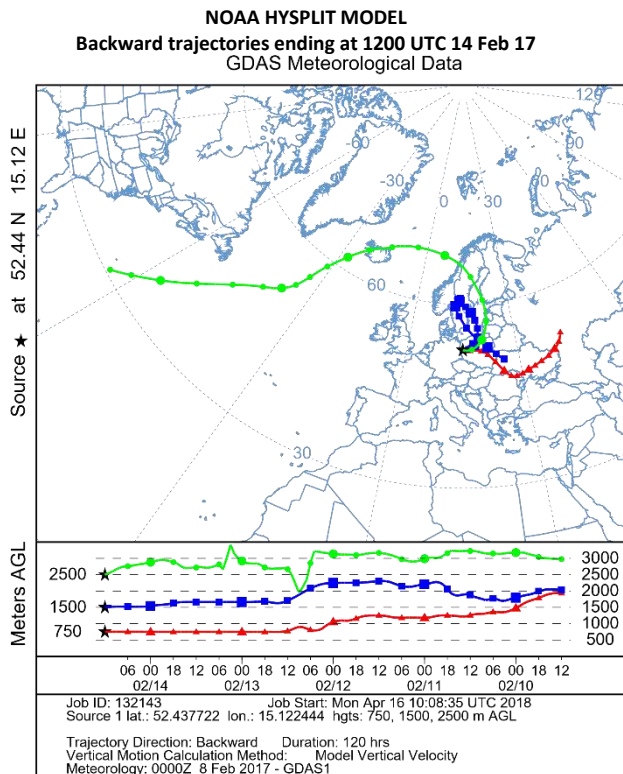 NOAA HYSPLIT MODEL
Backward trajectories ending at 1200 UTC 14 Feb 17
GDAS Meteorological Data
Source ★ at 52.44 N 15.12 E
120
-60
90
-30
0
30
60
60
30
Meters AGL
2500
1500
750
3000
2500
2000
1500
1000
500
06 00 18 12 06 00 18 12 06 00 18 12 06 00 18 12 06 00 18 12
02/14 02/13 02/12 02/11 02/10
Job ID: 132143 Job Start: Mon Apr 16 10:08:35 UTC 2018
Source 1 lat.: 52.437722 lon.: 15.122444 hgts: 750, 1500, 2500 m AGL
Trajectory Direction: Backward Duration: 120 hrs
Vertical Motion Calculation Method: Model Vertical Velocity
Meteorology: 0000Z 8 Feb 2017 - GDAS1